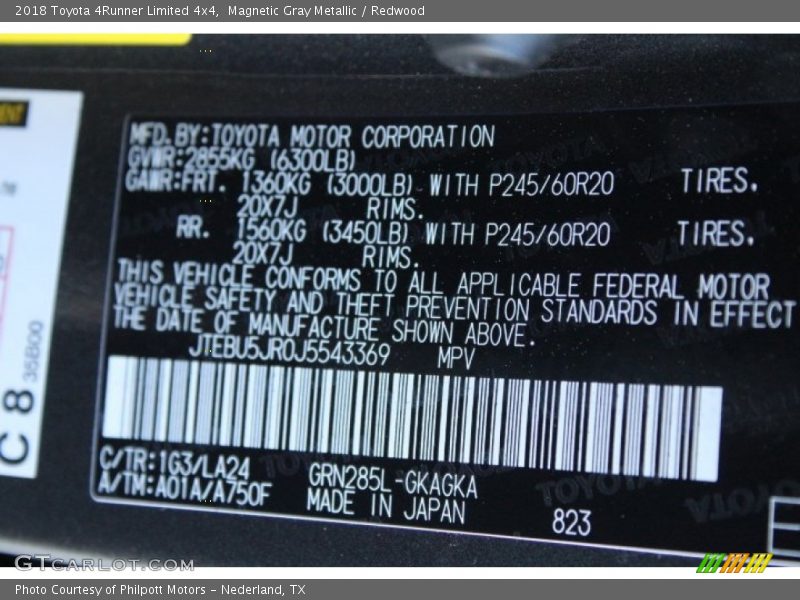 2018 Toyota 4Runner Limited 4x4,  Magnetic Gray Metallic / Redwood
MFD.BY:TOYOTA MOTOR CORPORATION
GVWR:2855KG (6300LB)
GAWR:FRT. 1360KG (3000LB) WITH P245/60R20 TIRES.
20X7J RIMS.
RR. 1560KG (3450LB) WITH P245/60R20 TIRES.
20X7J RIMS.
THIS VEHICLE CONFORMS TO ALL APPLICABLE FEDERAL MOTOR
VEHICLE SAFETY AND THEFT PREVENTION STANDARDS IN EFFECT
THE DATE OF MANUFACTURE SHOWN ABOVE.
JTEBU5JR0J5543369 MPV
C/TR:1G3/LA24 GRN285L-GKAGKA
A/TM:A01A/A750F MADE IN JAPAN 823
C 8 35B00
GTCARLOT.COM
Photo Courtesy of Philpott Motors - Nederland, TX